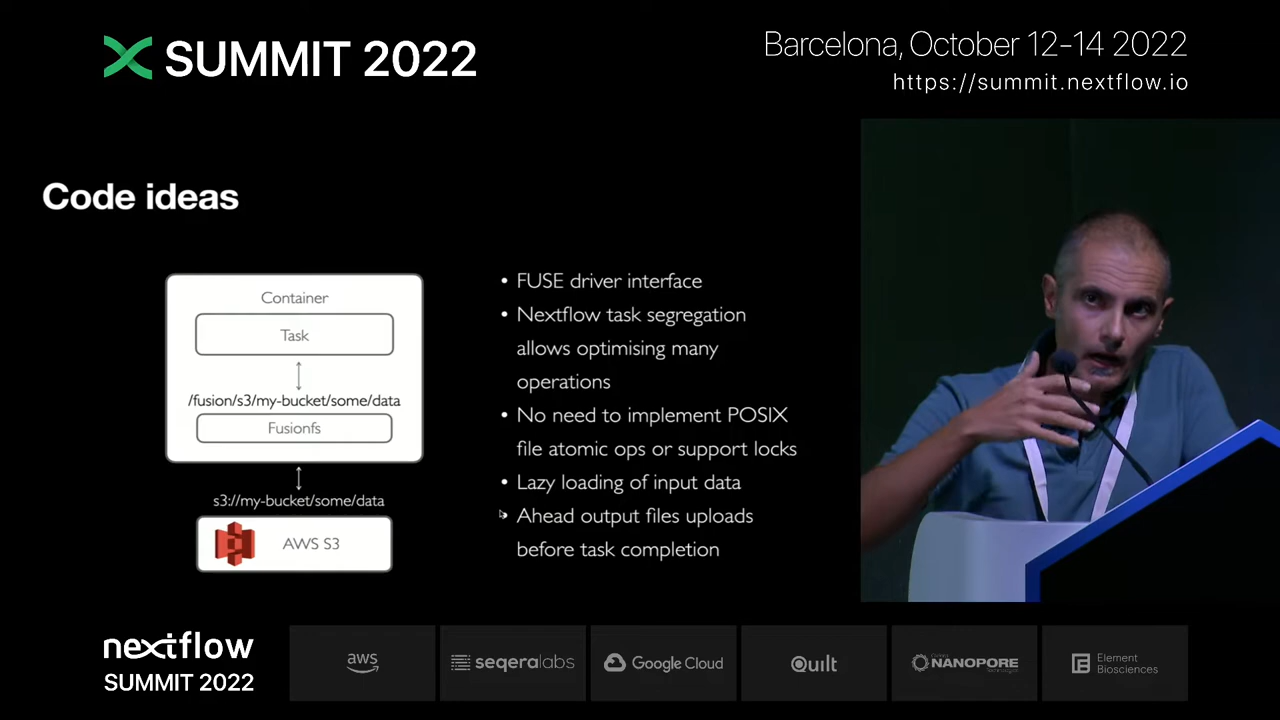 SUMMIT 2022
Barcelona, October 12-14 2022
https://summit.nextflow.io
Code ideas
Container
Task
/fusion/s3/my-bucket/some/data
Fusionfs
s3://my-bucket/some/data
AWS S3
• FUSE driver interface
• Nextflow task segregation
allows optimising many
operations
• No need to implement POSIX
file atomic ops or support locks
• Lazy loading of input data
Ahead output files uploads
before task completion
nextflow
SUMMIT 2022
aws
seqeralabs
Google Cloud
Quilt
NANOPORE
Element
Biosciences